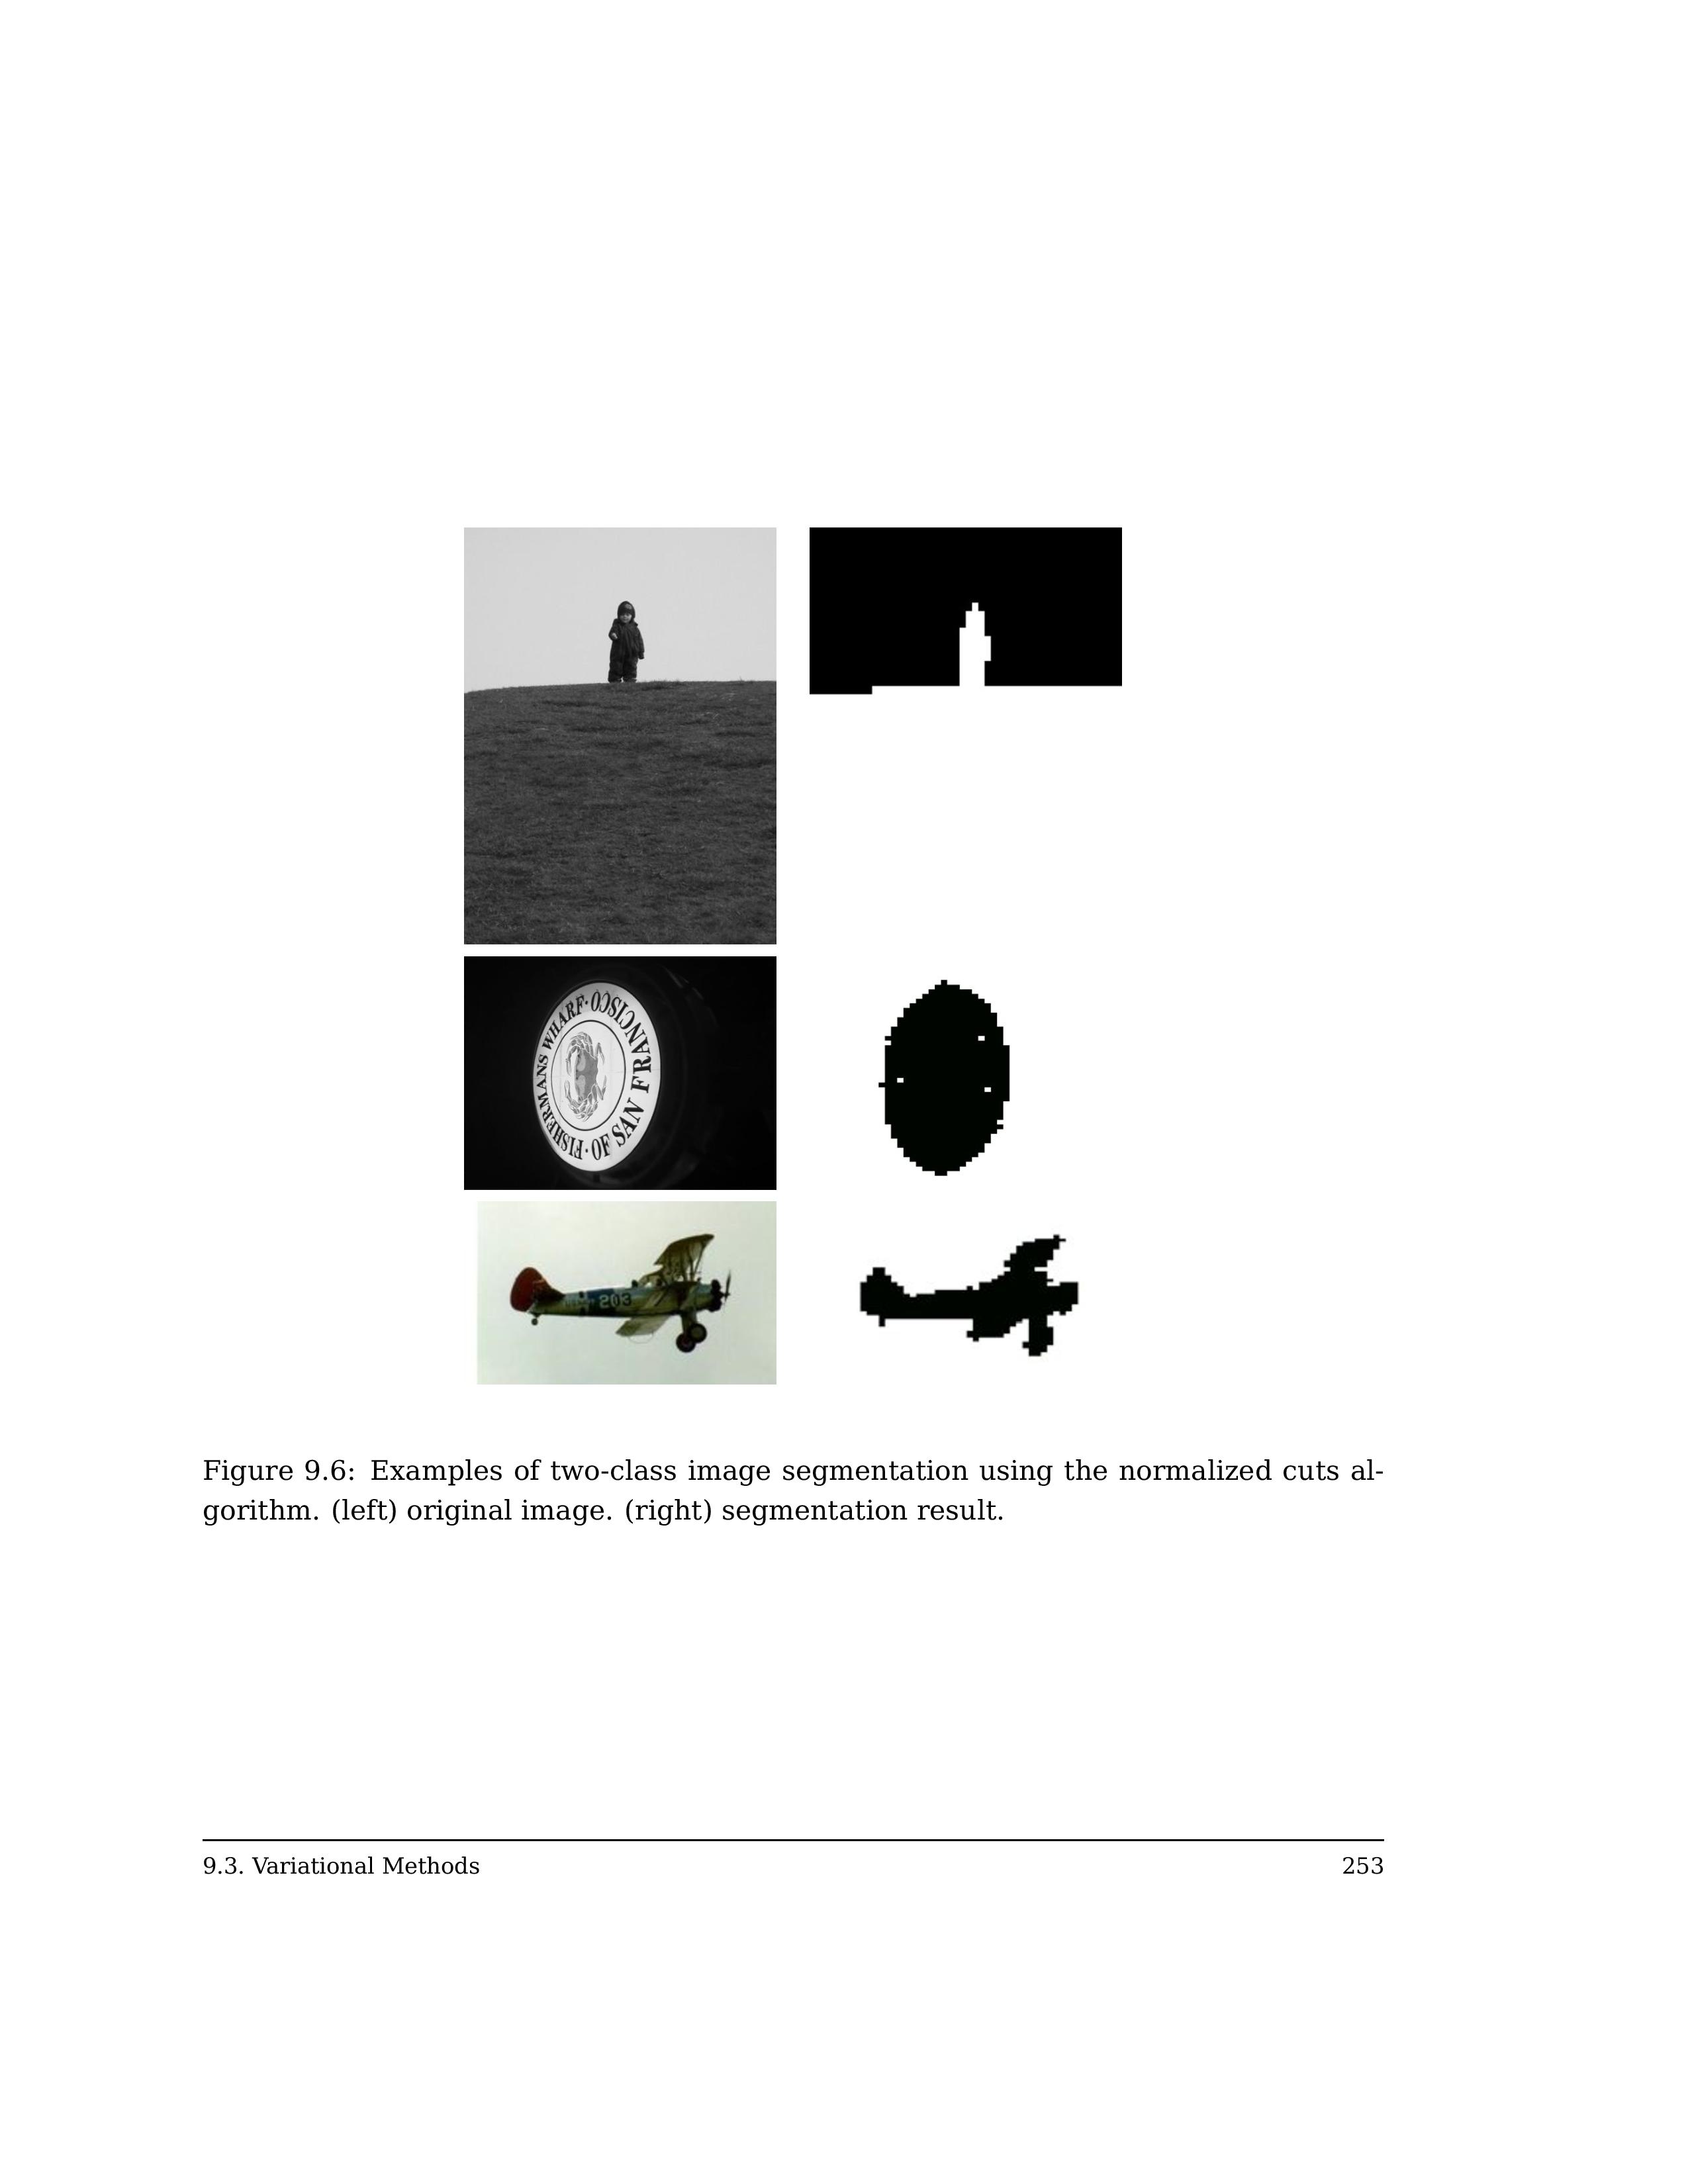 FISHERMANS WHARF · OF SAN FRANCISCO ·
203
Figure 9.6: Examples of two-class image segmentation using the normalized cuts al-
gorithm. (left) original image. (right) segmentation result.
9.3. Variational Methods 253